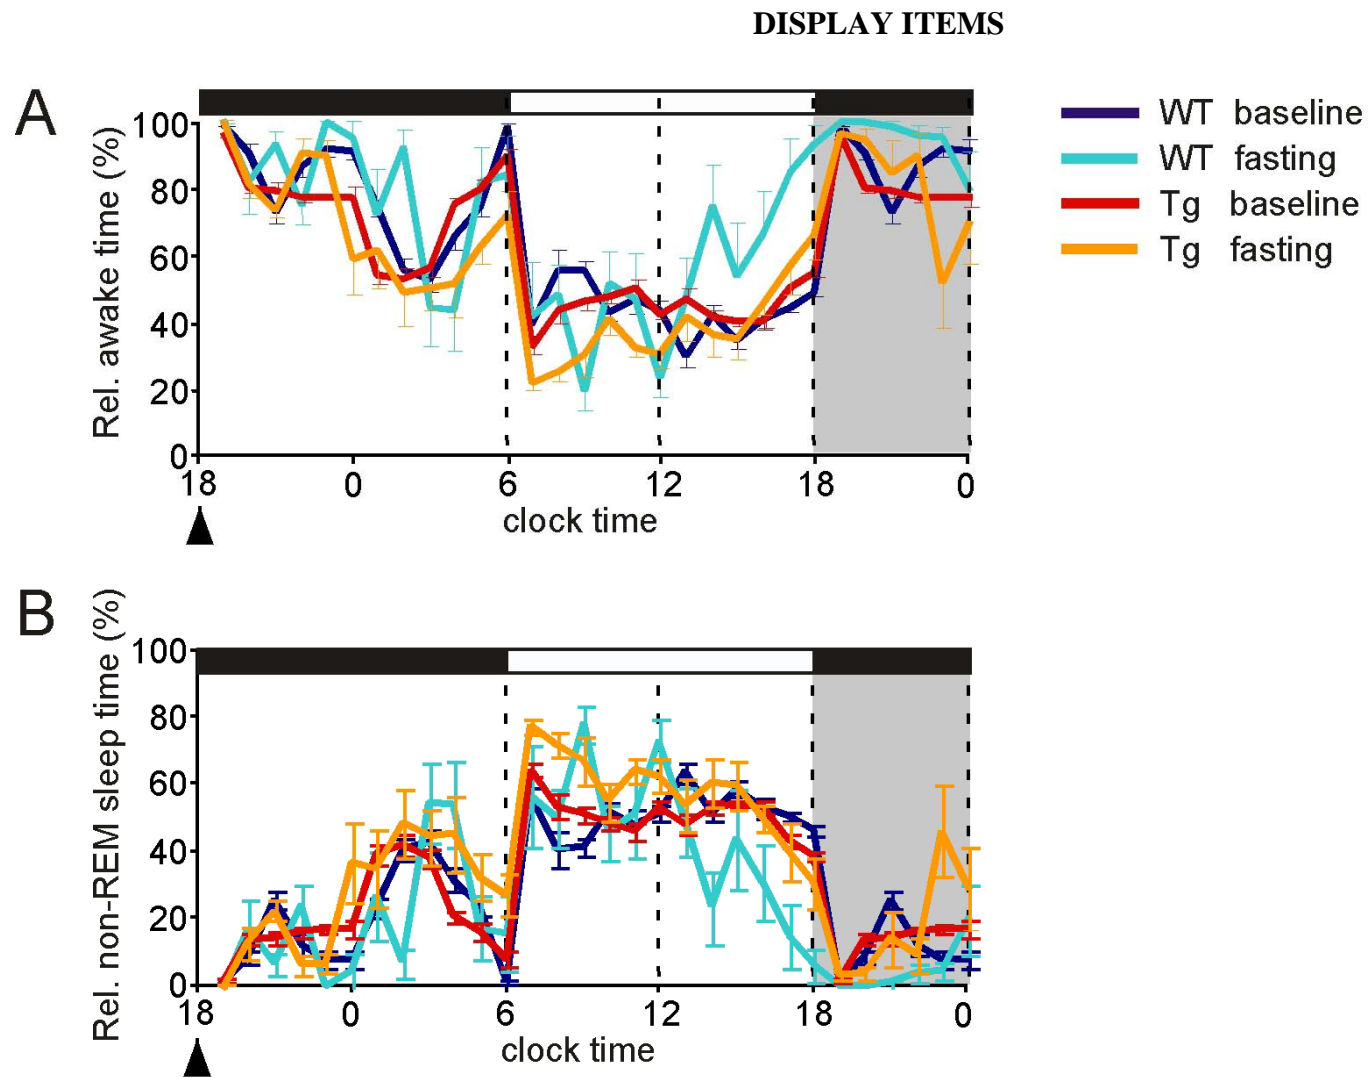 DISPLAY ITEMS
A
Rel. awake time (%)
100
80
60
40
20
0
18 0 6 12 18 0
clock time
WT baseline
WT fasting
Tg baseline
Tg fasting
B
Rel. non-REM sleep time (%)
100
80
60
40
20
0
18 0 6 12 18 0
clock time